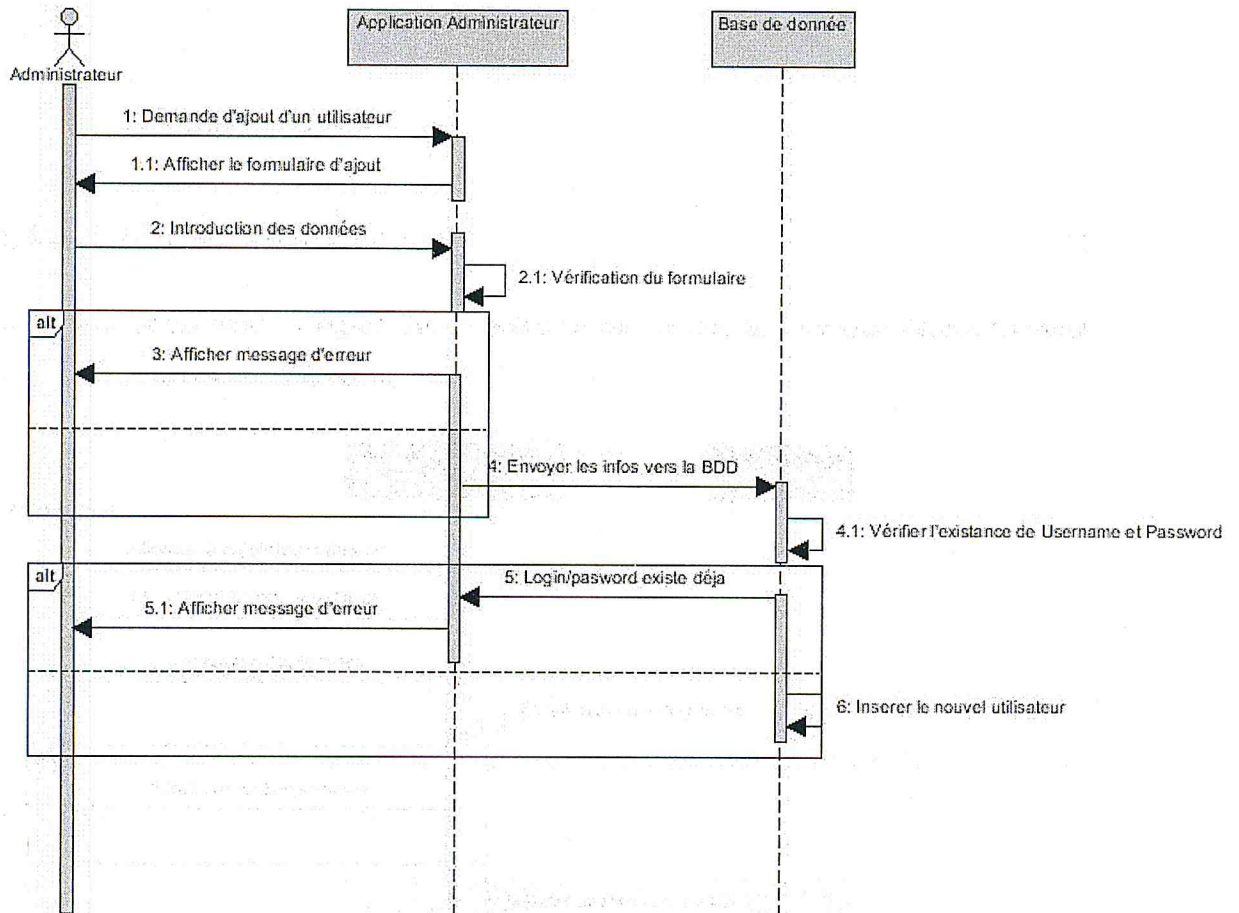 Application Administrateur
Base de donnée
Administrateur
1: Demande d'ajout d'un utilisateur
1.1: Afficher le formulaire d'ajout
2: Introduction des données
2.1: Vérification du formulaire
alt
3: Afficher message d'erreur
4: Envoyer les infos vers la BDD
4.1: Vérifier l'existance de Username et Password
alt
5: Login/pasword existe déja
5.1: Afficher message d'erreur
6: Inserer le nouvel utilisateur